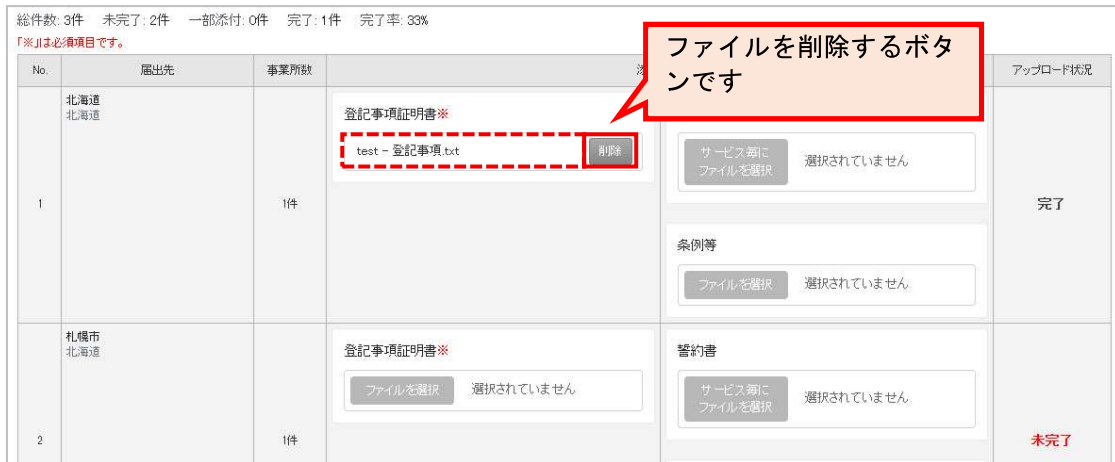 総件数: 3件 未完了: 2件 一部添付: 0件 完了: 1件 完了率: 33%
「※」は必須項目です。
ファイルを削除するボタ
ンです
No. 届出先 事業所数 アップロード状況
1
北海道
北海道
1件
登記事項証明書※
test - 登記事項.txt 削除
サービス毎に
ファイルを選択
選択されていません
条例等
ファイルを選択 選択されていません
完了
2
札幌市
北海道
1件
登記事項証明書※
ファイルを選択 選択されていません
誓約書
サービス毎に
ファイルを選択
選択されていません
未完了